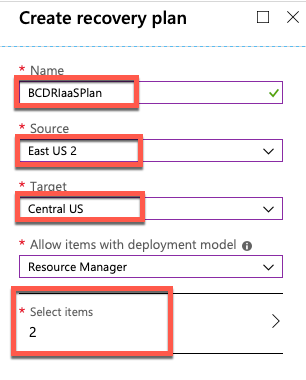 Create recovery plan
* Name
BCDRIaaSPlan
* Source
East US 2
* Target
Central US
* Allow items with deployment model
Resource Manager
* Select items
2